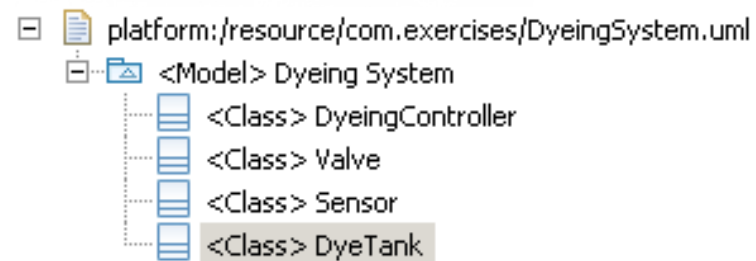 platform:/resource/com.exercises/DyeingSystem.uml
<Model> Dyeing System
<Class> DyeingController
<Class> Valve
<Class> Sensor
<Class> DyeTank